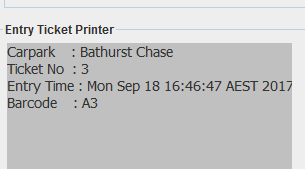 Entry Ticket Printer
Carpark : Bathurst Chase
Ticket No : 3
Entry Time : Mon Sep 18 16:46:47 AEST 2017
Barcode : A3